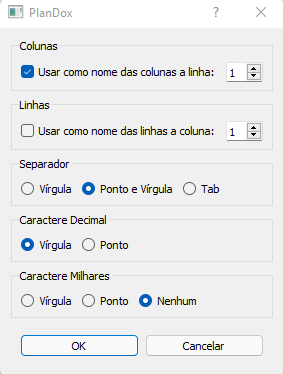 PlanDox
Colunas
Usar como nome das colunas a linha: 1
Linhas
Usar como nome das linhas a coluna: 1
Separador
Vírgula Ponto e Vírgula Tab
Caractere Decimal
Vírgula Ponto
Caractere Milhares
Vírgula Ponto Nenhum
OK Cancelar